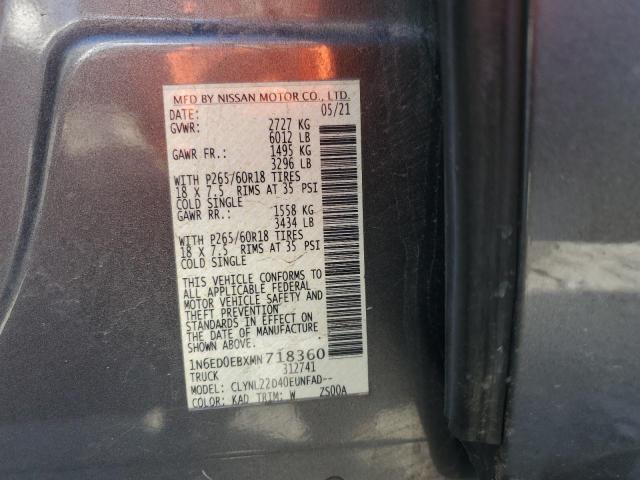 MFD BY NISSAN MOTOR CO., LTD.
DATE: 05/21
GVWR: 2727 KG
6012 LB
GAWR FR.: 1495 KG
3296 LB
WITH P265/60R18 TIRES
18 X 7.5 RIMS AT 35 PSI
COLD SINGLE
GAWR RR.: 1558 KG
3434 LB
WITH P265/60R18 TIRES
18 X 7.5 RIMS AT 35 PSI
COLD SINGLE
THIS VEHICLE CONFORMS TO
ALL APPLICABLE FEDERAL
MOTOR VEHICLE SAFETY AND
THEFT PREVENTION
STANDARDS IN EFFECT ON
THE DATE OF MANUFACTURE
SHOWN ABOVE.
1N6ED0EBXMN718360
TRUCK 312741
MODEL: CLYNL22D40EUNFAD--
COLOR: KAD TRIM: W ZS00A